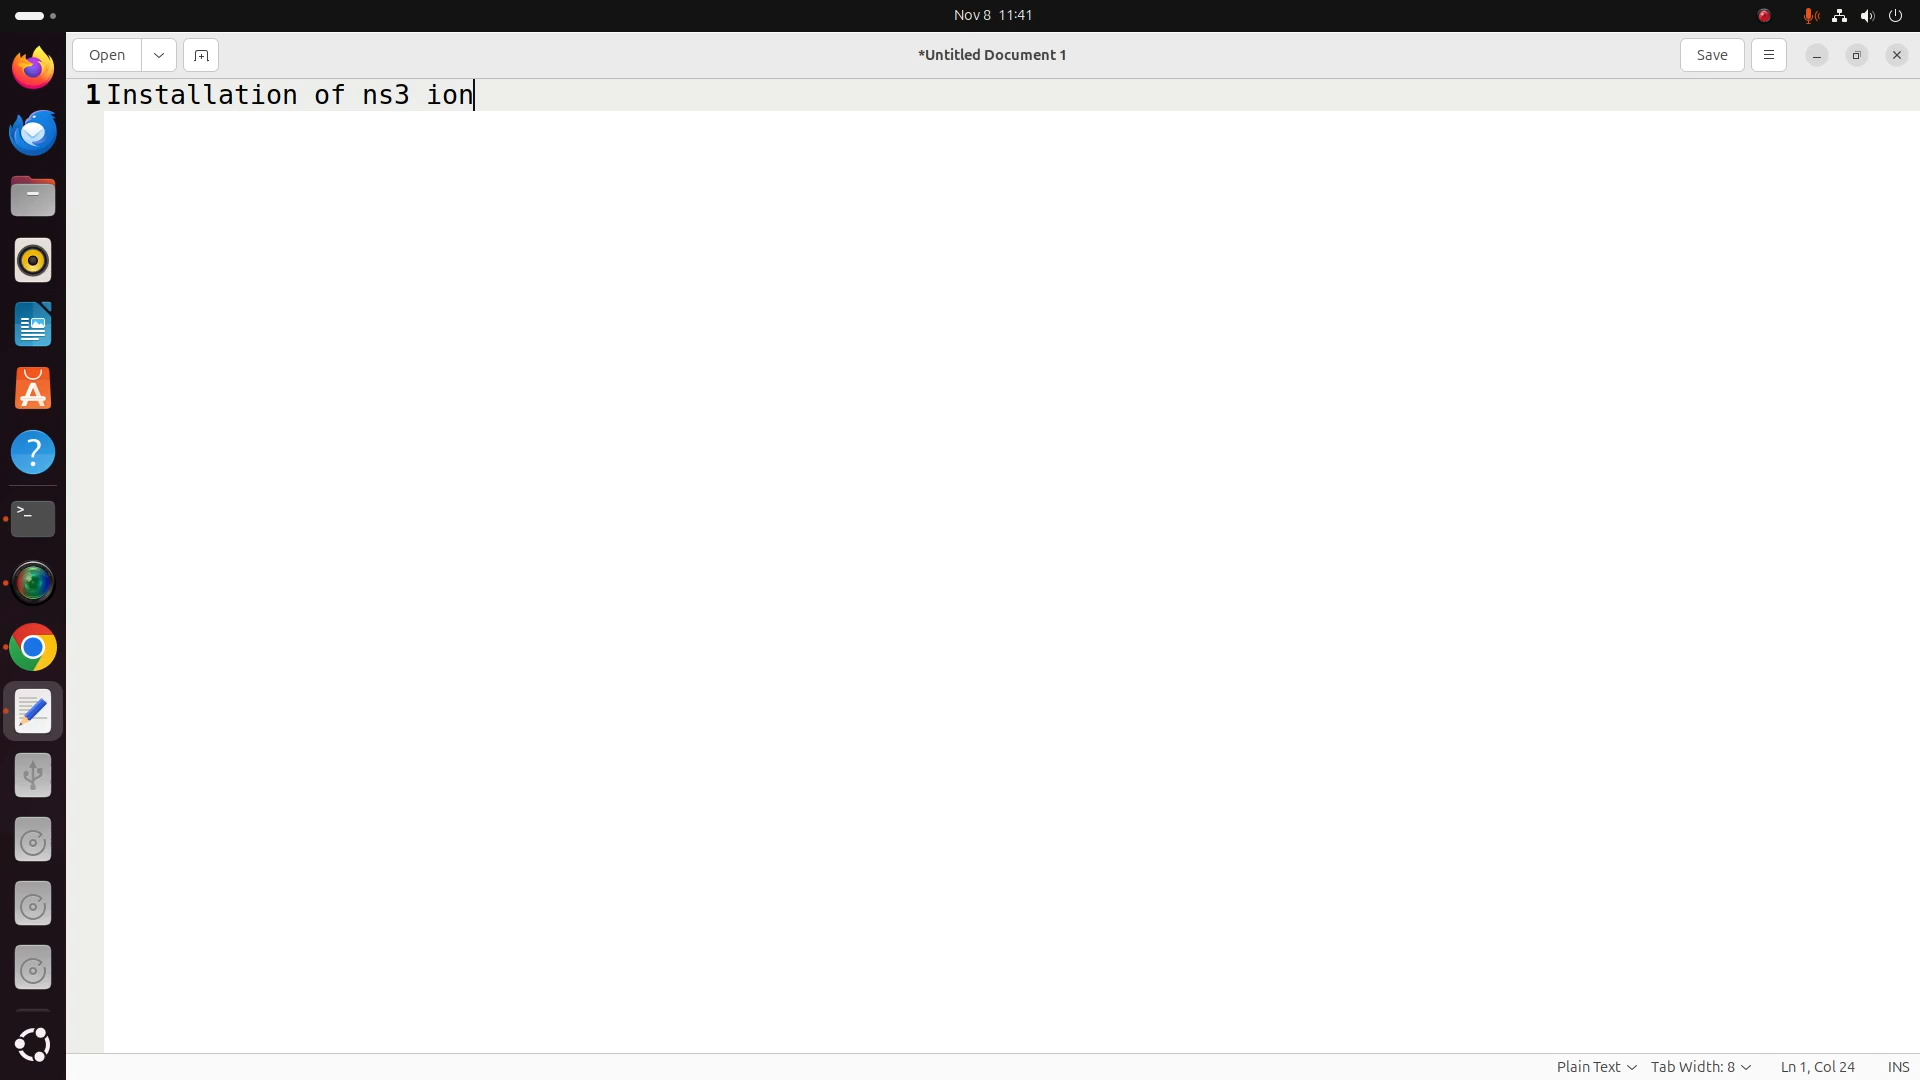 Nov 8 11:41
Open
*Untitled Document 1
Save
1 Installation of ns3 ion
Plain Text
Tab Width: 8
Ln 1, Col 24
INS